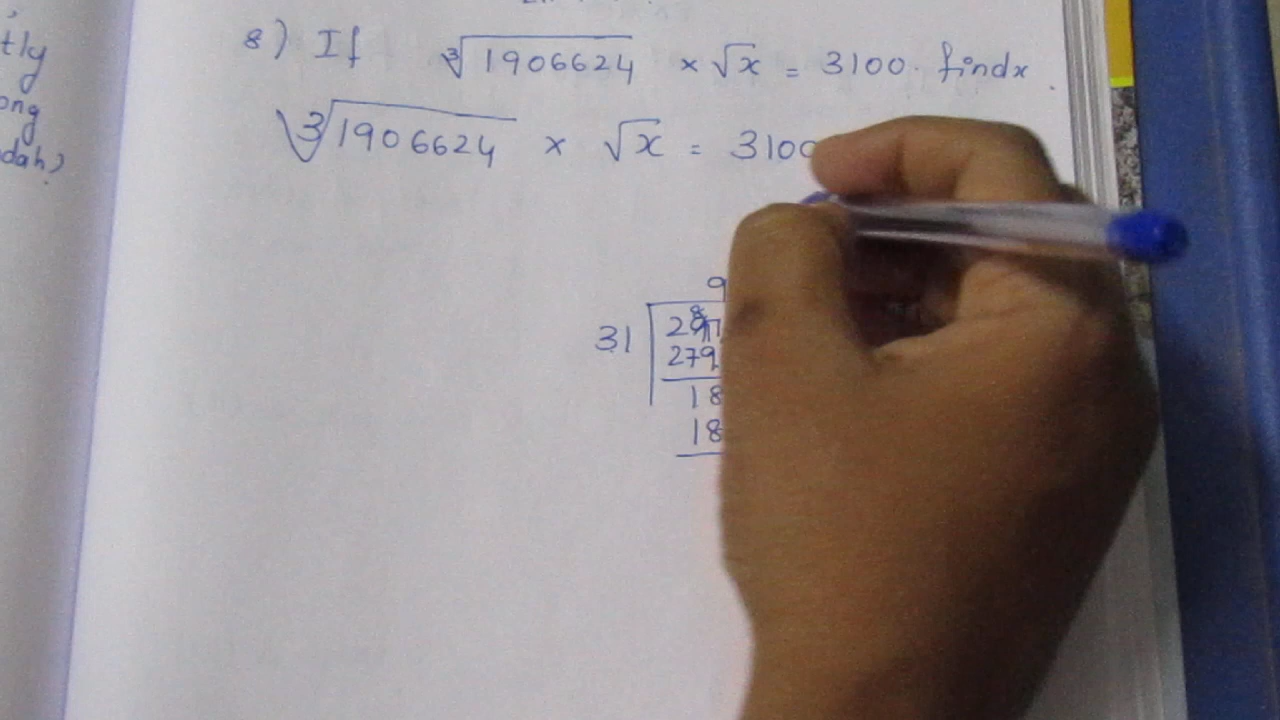 tly
ong
dah?
8) If ∛1906624 × √x = 3100. find x
∛1906624 × √x = 3100
9
31
279
18
18